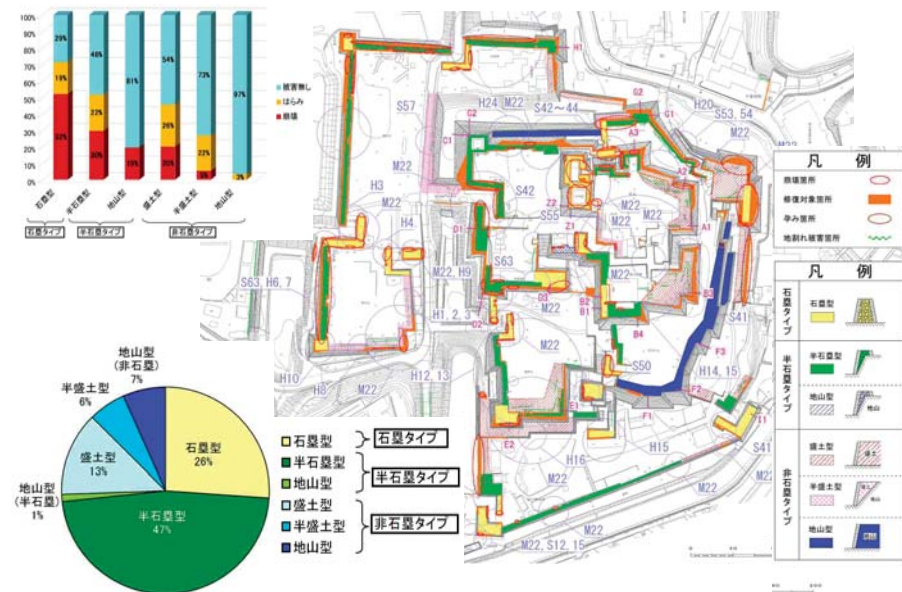 100%
90%
80%
70%
60%
50%
40%
30%
20%
10%
0%
29%
19%
52%
48%
22%
30%
81%
19%
54%
26%
20%
73%
22%
5%
97%
3%
被害無し
はらみ
崩壊
石塁型
半石塁型
地山型
盛土型
半盛土型
地山型
石塁タイプ
半石塁タイプ
非石塁タイプ
H1
G2
H24, M22
S42～44
H20
S53, 54
M22
S57
C2
C1
A3
G1
M22
A2
H3
S42
Z2
S55
M22
M22
M22
H4
D1
Z1
A1
S63
M22, H9
M22
M22
S63, H6, 7
D3
B2
B1
B3
H1, 2, 3
D2
M22
B4
S41
F3
M22
S50
H14, 15
H10
H8
M22
H12, 13
F2
E1
F1
I1
E2
H15
S41
H16
M22
M22
M22
M22
M22, S12, 15
凡 例
崩壊箇所
修復対象箇所
孕み箇所
地割れ被害箇所
凡 例
石塁タイプ
石塁型
半石塁タイプ
半石塁型
地山型
地山
非石塁タイプ
盛土型
盛土
半盛土型
地山
地山型
地山型
(非石塁)
7%
半盛土型
6%
盛土型
13%
地山型
(半石塁)
1%
石塁型
26%
半石塁型
47%
石塁型
石塁タイプ
半石塁型
地山型
半石塁タイプ
盛土型
半盛土型
地山型
非石塁タイプ